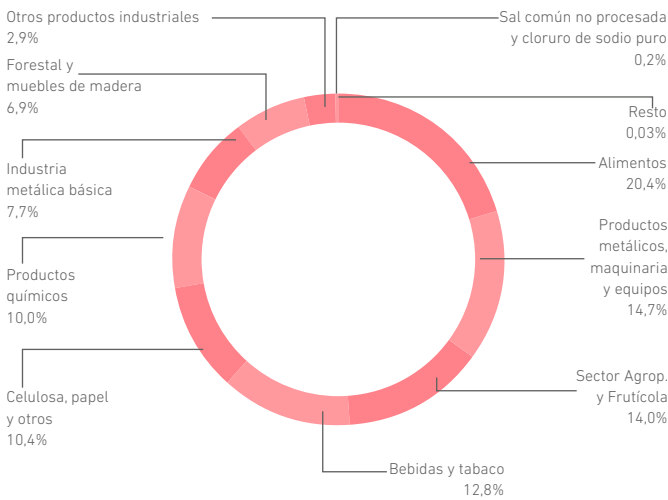 Otros productos industriales
2,9%
Forestal y
muebles de madera
6,9%
Industria
metálica básica
7,7%
Productos
químicos
10,0%
Celulosa, papel
y otros
10,4%
Sal común no procesada
y cloruro de sodio puro
0,2%
Resto
0,03%
Alimentos
20,4%
Productos
metálicos,
maquinaria
y equipos
14,7%
Sector Agrop.
y Frutícola
14,0%
Bebidas y tabaco
12,8%